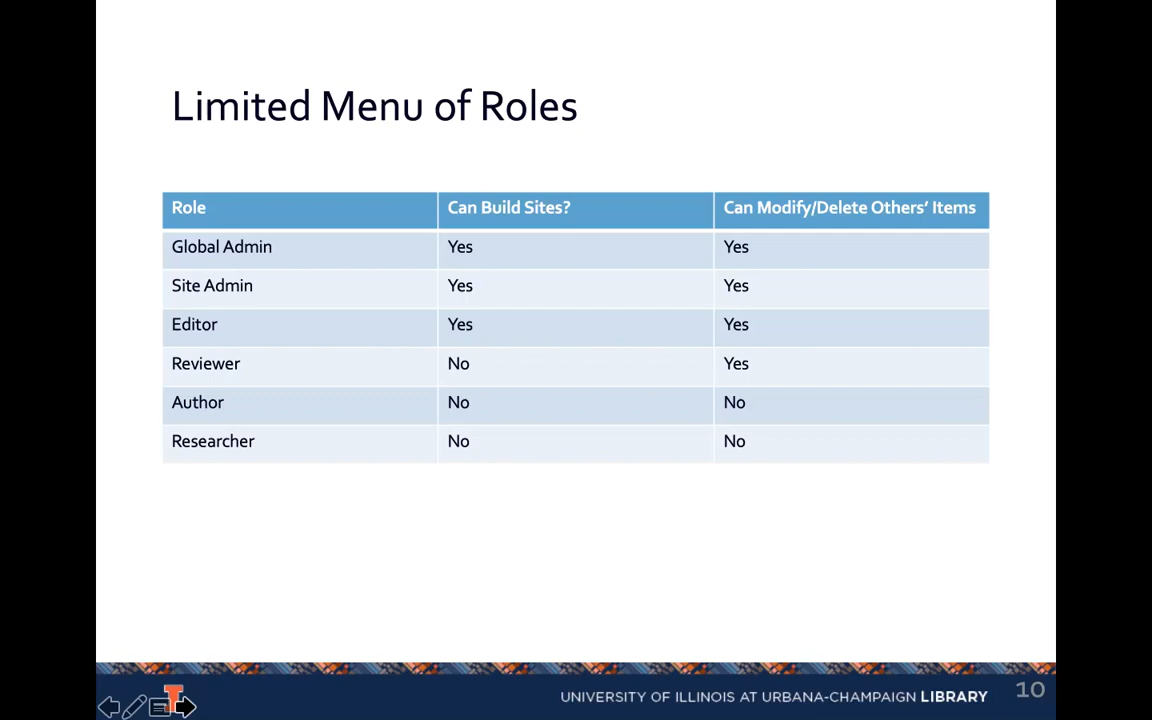 Limited Menu of Roles
Role Can Build Sites? Can Modify/Delete Others’ Items
Global Admin Yes Yes
Site Admin Yes Yes
Editor Yes Yes
Reviewer No Yes
Author No No
Researcher No No
UNIVERSITY OF ILLINOIS AT URBANA-CHAMPAIGN LIBRARY 10